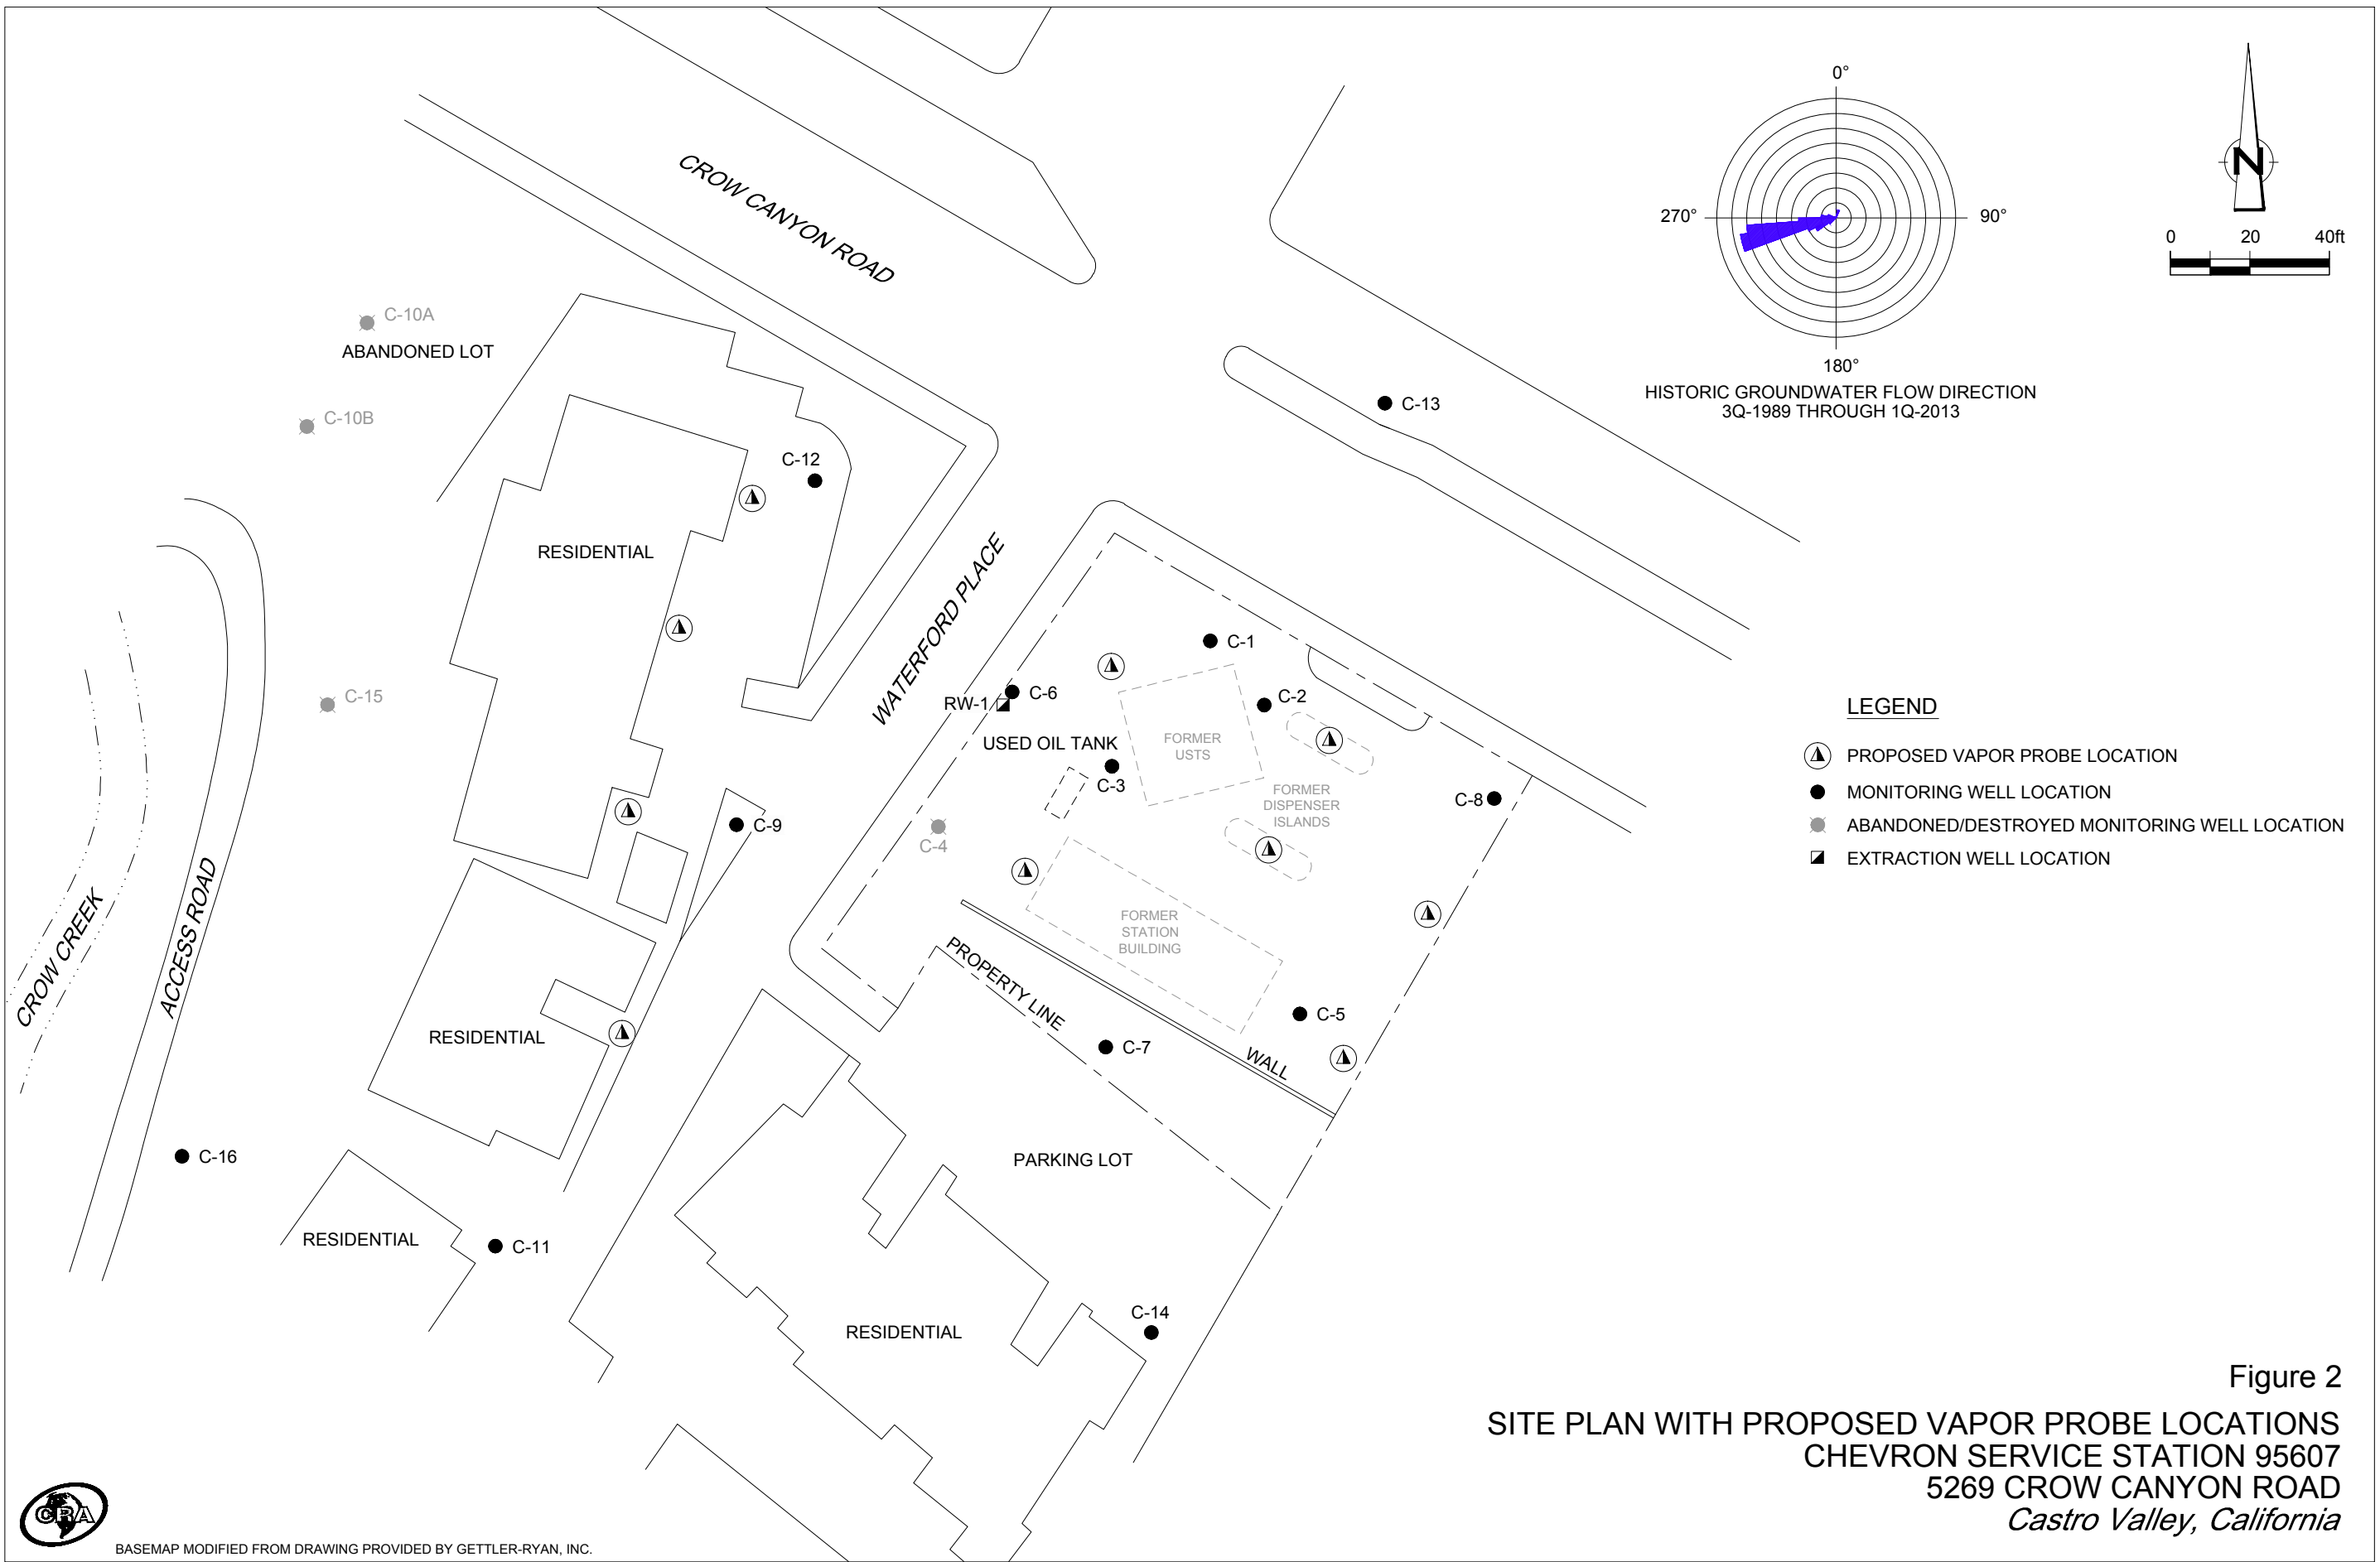 0°
270°
90°
180°
HISTORIC GROUNDWATER FLOW DIRECTION
3Q-1989 THROUGH 1Q-2013
N
0 20 40ft
CROW CANYON ROAD
C-10A
ABANDONED LOT
C-10B
C-12
C-13
RESIDENTIAL
WATERFORD PLACE
C-15
C-1
C-6
RW-1
C-2
USED OIL TANK
FORMER
USTS
C-3
FORMER
DISPENSER
ISLANDS
C-8
C-9
C-4
FORMER
STATION
BUILDING
CROW CREEK
ACCESS ROAD
PROPERTY LINE
C-5
C-7
WALL
RESIDENTIAL
PARKING LOT
C-16
RESIDENTIAL
C-11
C-14
RESIDENTIAL
LEGEND
PROPOSED VAPOR PROBE LOCATION
MONITORING WELL LOCATION
ABANDONED/DESTROYED MONITORING WELL LOCATION
EXTRACTION WELL LOCATION
Figure 2
SITE PLAN WITH PROPOSED VAPOR PROBE LOCATIONS
CHEVRON SERVICE STATION 95607
5269 CROW CANYON ROAD
Castro Valley, California
CRA
BASEMAP MODIFIED FROM DRAWING PROVIDED BY GETTLER-RYAN, INC.